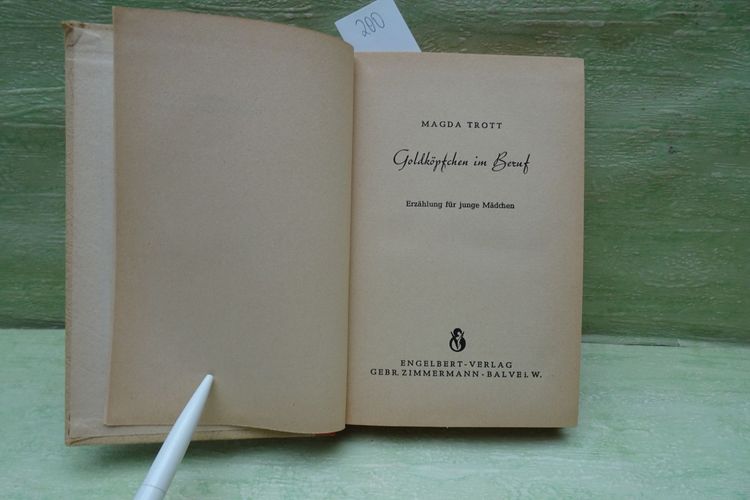 200
MAGDA TROTT
Goldköpfchen im Beruf
Erzählung für junge Mädchen
ENGELBERT-VERLAG
GEBR. ZIMMERMANN - BALVE i. W.